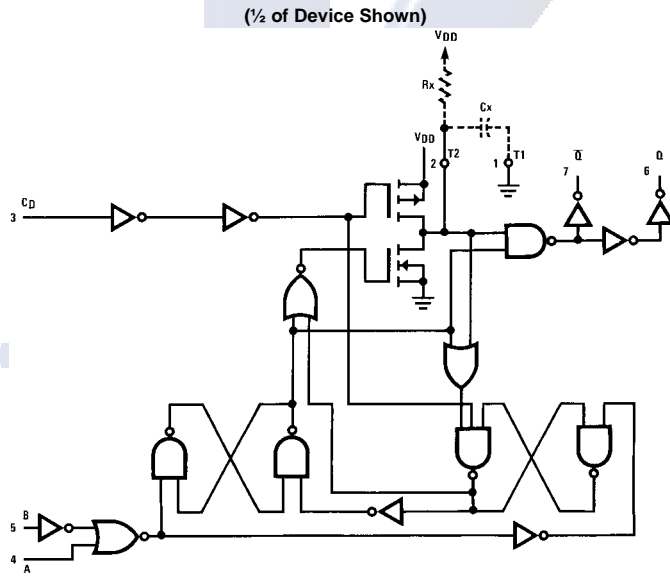 (½ of Device Shown)
VDD
Rx
Cx
VDD
2 T2
1 T1
Q
7
Q
6
3 CD
5 B
4 A